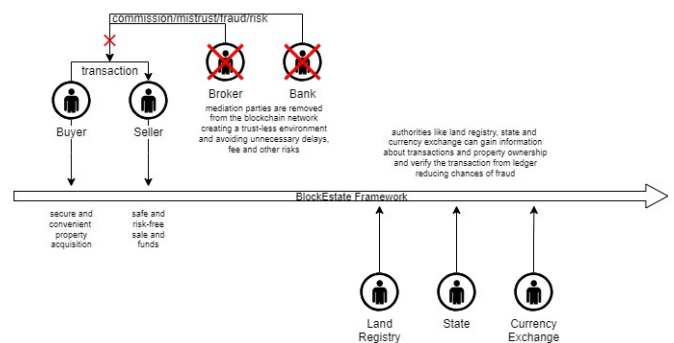 commission/mistrust/fraud/risk
transaction
Broker
Bank
mediation parties are removed
from the blockchain network
creating a trust-less environment
and avoiding unnecessary delays,
fee and other risks
Buyer
Seller
authorities like land registry, state and
currency exchange can gain information
about transactions and property ownership
and verify the transaction from ledger
reducing chances of fraud
BlockEstate Framework
secure and
convenient
property
acquisition
safe and
risk-free
sale and
funds
Land
Registry
State
Currency
Exchange